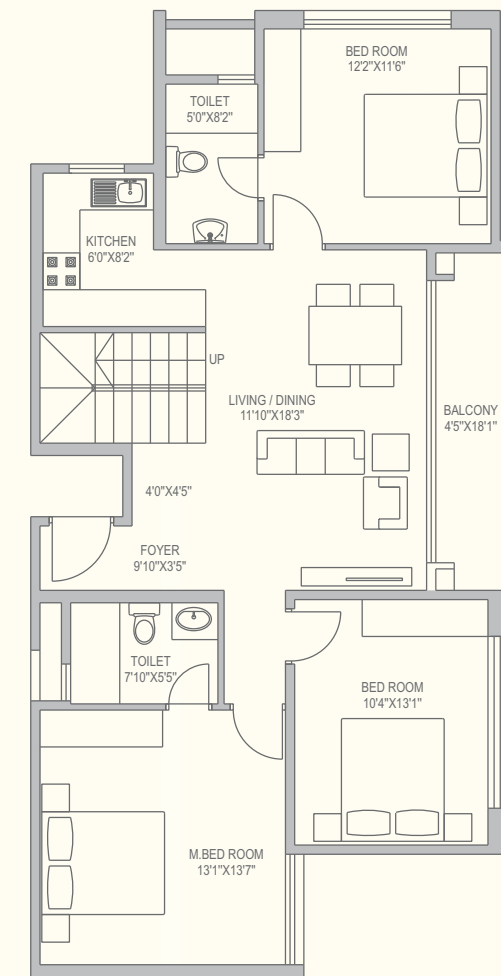 BED ROOM
12'2"X11'6"
TOILET
5'0"X8'2"
KITCHEN
6'0"X8'2"
UP
LIVING / DINING
11'10"X18'3"
BALCONY
4'5"X18'1"
4'0"X4'5"
FOYER
9'10"X3'5"
TOILET
7'10"X5'5"
BED ROOM
10'4"X13'1"
M.BED ROOM
13'1"X13'7"